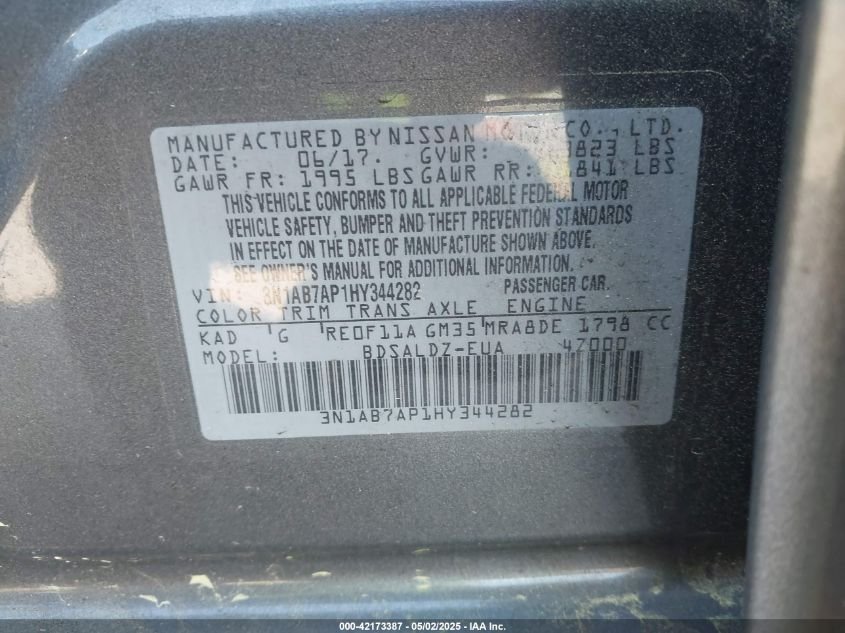 MANUFACTURED BY NISSAN MOTOR CO., LTD.
DATE: 06/17. GVWR: 3823 LBS
GAWR FR: 1995 LBS GAWR RR: 1841 LBS
THIS VEHICLE CONFORMS TO ALL APPLICABLE FEDERAL MOTOR
VEHICLE SAFETY, BUMPER AND THEFT PREVENTION STANDARDS
IN EFFECT ON THE DATE OF MANUFACTURE SHOWN ABOVE.
SEE OWNER'S MANUAL FOR ADDITIONAL INFORMATION.
VIN: 3N1AB7AP1HY344282 PASSENGER CAR.
COLOR TRIM TRANS AXLE ENGINE
KAD G RE0F11A GM35 MRA8DE 1798 CC
MODEL: BDSALDZ-EUA 47000
3N1AB7AP1HY344282
000-42173387 - 05/02/2025 - IAA Inc.